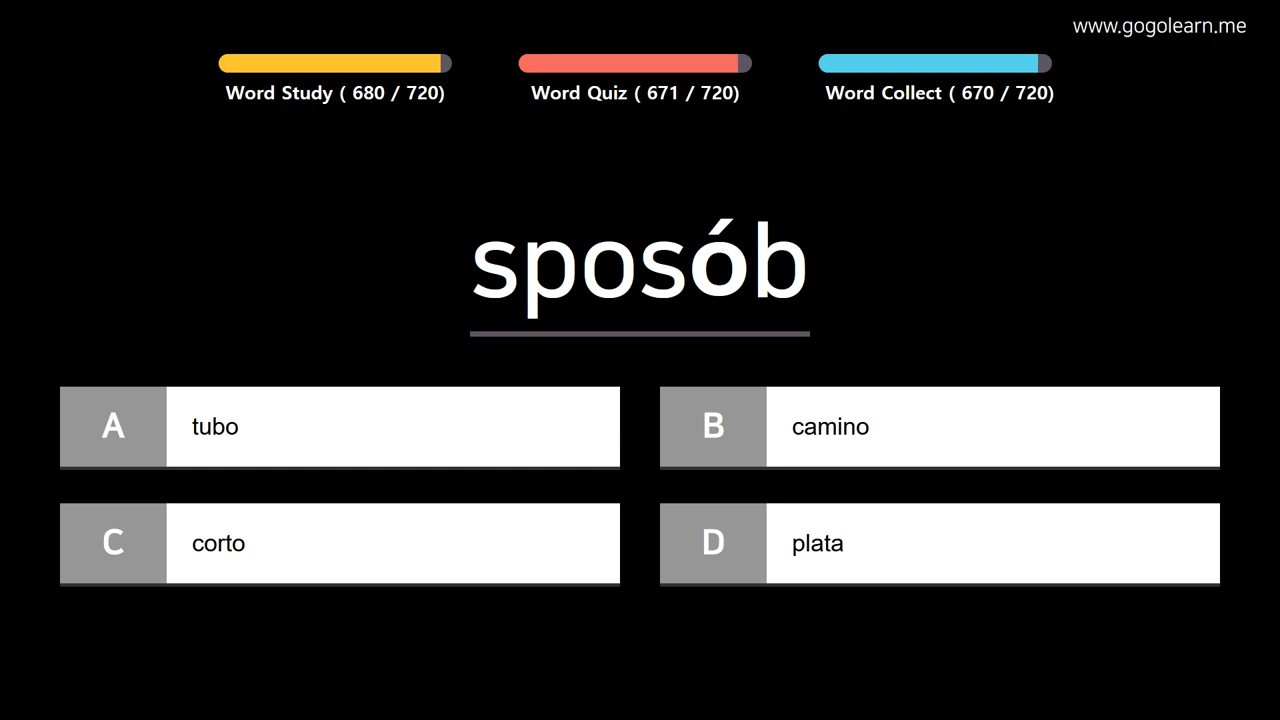 www.gogolearn.me
Word Study ( 680 / 720)
Word Quiz ( 671 / 720)
Word Collect ( 670 / 720)
sposób
A tubo
B camino
C corto
D plata